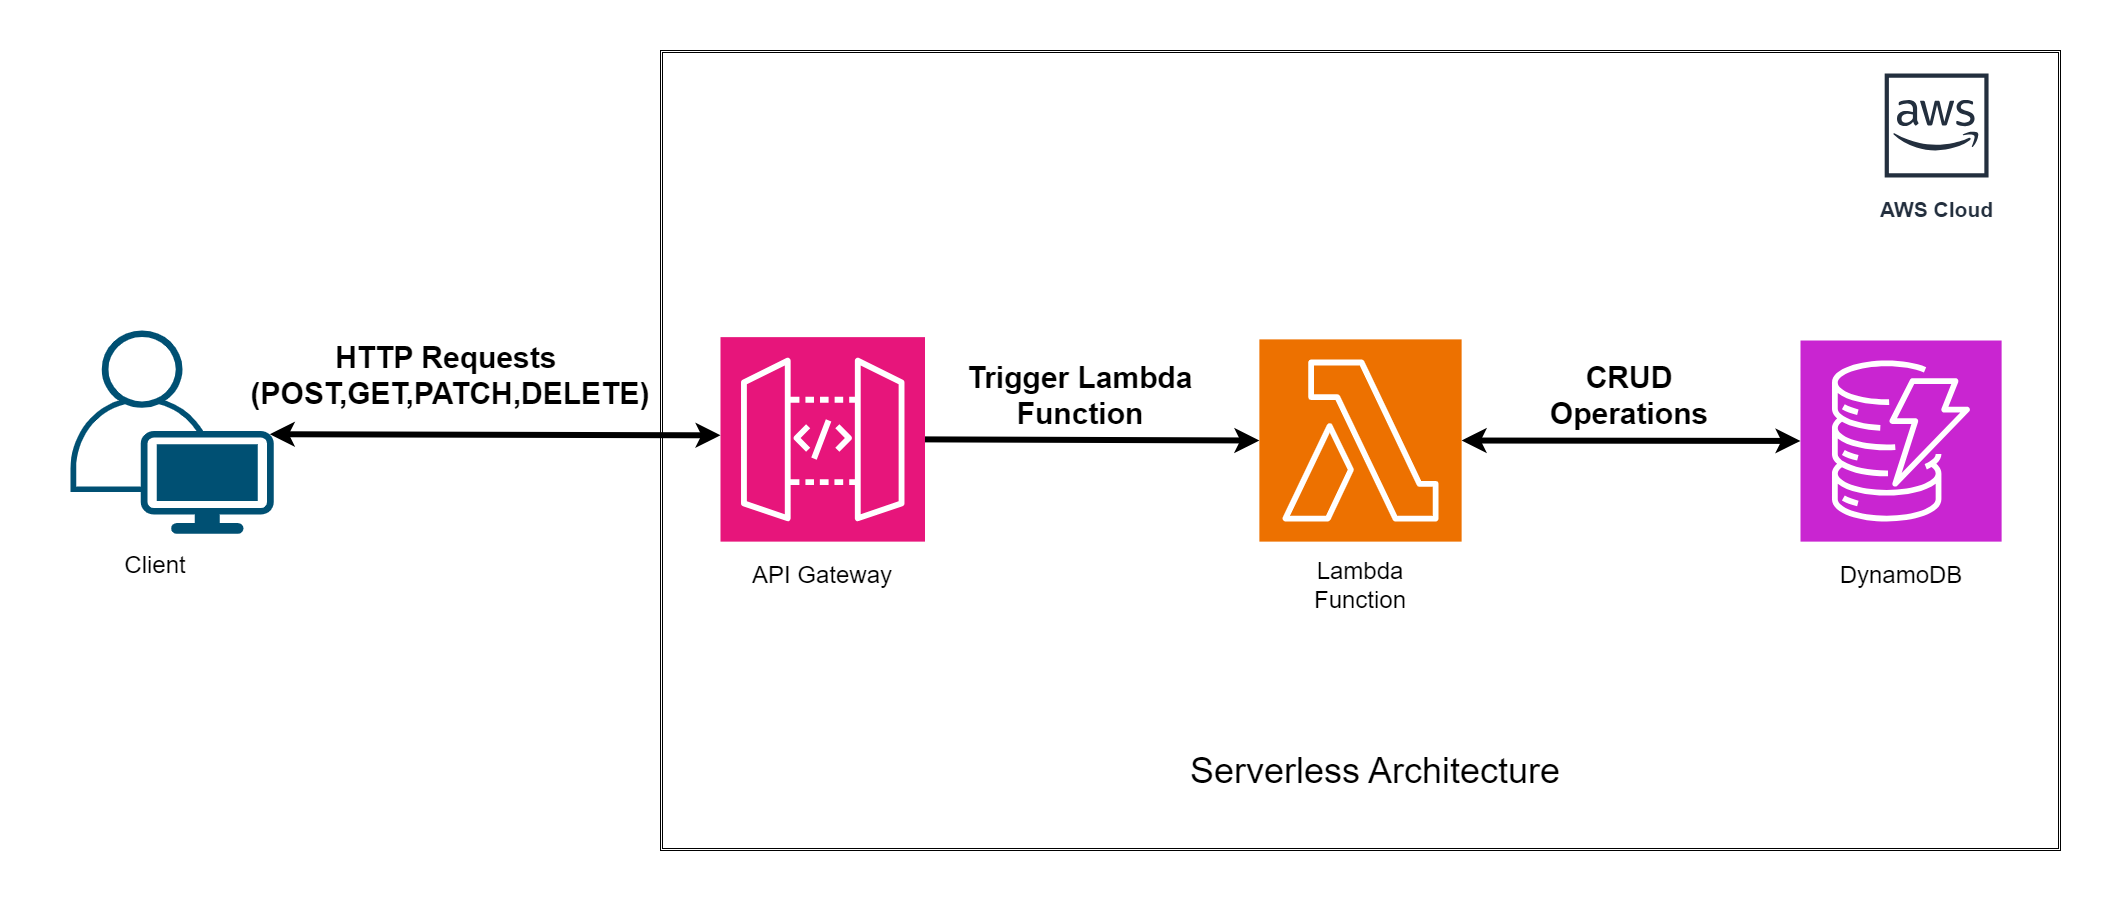 aws
AWS Cloud
HTTP Requests
(POST,GET,PATCH,DELETE)
Trigger Lambda
Function
CRUD
Operations
</>
Client
API Gateway
Lambda
Function
DynamoDB
Serverless Architecture